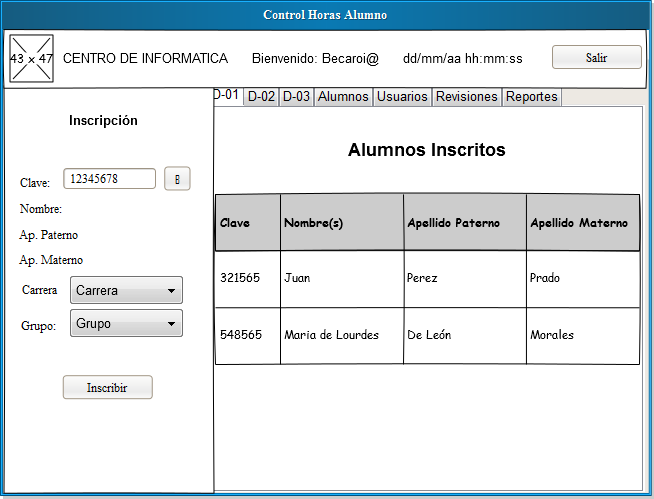 Control Horas Alumno
43 x 47 CENTRO DE INFORMATICA Bienvenido: Becaroi@ dd/mm/aa hh:mm:ss Salir
D-01 D-02 D-03 Alumnos Usuarios Revisiones Reportes
Inscripción
Clave: 12345678 B
Nombre:
Ap. Paterno
Ap. Materno
Carrera Carrera
Grupo: Grupo
Inscribir
Alumnos Inscritos
Clave Nombre(s) Apellido Paterno Apellido Materno
321565 Juan Perez Prado
548565 Maria de Lourdes De León Morales